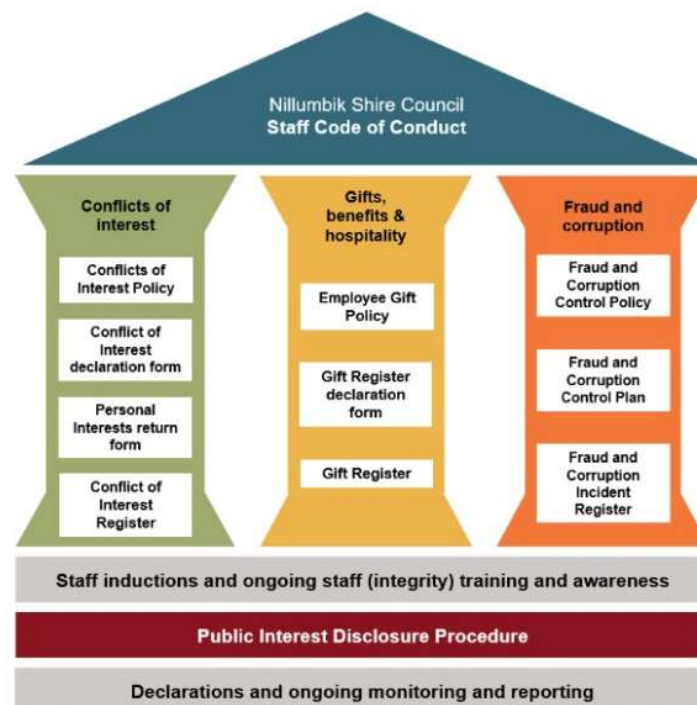 Nillumbik Shire Council
Staff Code of Conduct
Conflicts of
interest
Conflicts of
Interest Policy
Conflict of
Interest
declaration form
Personal
Interests return
form
Conflict of
Interest
Register
Gifts,
benefits &
hospitality
Employee Gift
Policy
Gift Register
declaration
form
Gift Register
Fraud and
corruption
Fraud and
Corruption
Control Policy
Fraud and
Corruption
Control Plan
Fraud and
Corruption
Incident
Register
Staff inductions and ongoing staff (integrity) training and awareness
Public Interest Disclosure Procedure
Declarations and ongoing monitoring and reporting